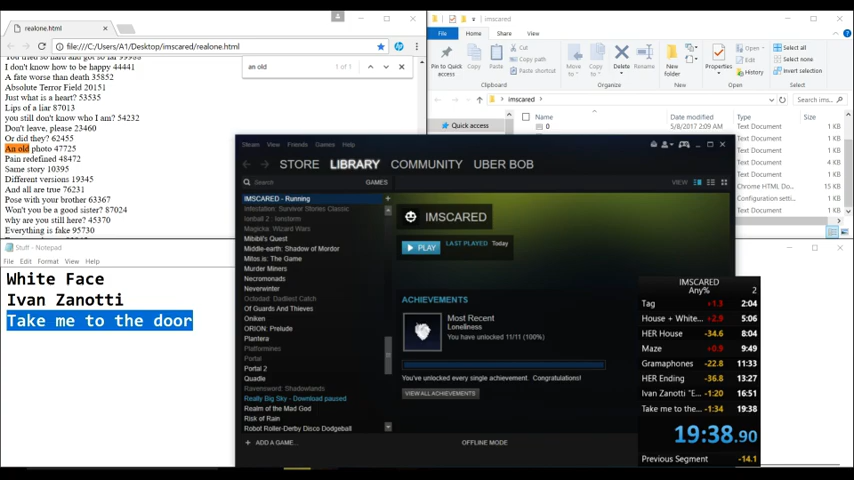 realone.html
file:///C:/Users/A1/Desktop/imscared/realone.html
an old
1 of 1
I don't know how to be happy 44441
A fate worse than death 35852
Absolute Terror Field 20151
Just what is a heart? 53535
Lips of a liar 87013
you still don't know who I am? 54232
Don't leave, please 23460
Or did they? 62455
An old photo 47725
Pain redefined 48472
Same story 10395
Different versions 19345
And all are true 76231
Pose with your brother 63367
Won't you be a good sister? 87024
why are you still here? 45370
Everything is fake 95730
imscared
File
Home
Share
View
Pin to Quick access
Copy
Paste
Cut
Copy path
Paste shortcut
Move to
Copy to
Delete
Rename
New folder
Properties
Open
Edit
History
Select all
Select none
Invert selection
Clipboard
Organize
New
Open
Select
imscared
Search ims...
Quick access
Name
Date modified
Type
Size
0
5/8/2017 2:09 AM
Text Document
1 KB
Text Document
1 KB
Text Document
1 KB
Text Document
4 KB
Text Document
1 KB
Chrome HTML Do...
15 KB
Configuration setti...
1 KB
Text Document
1 KB
Text Document
1 KB
Stuff - Notepad
File Edit Format View Help
White Face
Ivan Zanotti
Take me to the door
Steam View Friends Games Help
STORE LIBRARY COMMUNITY UBER BOB
Search
GAMES
VIEW
IMSCARED - Running
Infestation: Survivor Stories Classic
Ionball 2 : Ionstorm
Magicka: Wizard Wars
Mibibli's Quest
Middle-earth: Shadow of Mordor
Mitos.is: The Game
Murder Miners
Necromonads
Neverwinter
Octodad: Dadliest Catch
Of Guards And Thieves
Oniken
ORION: Prelude
Plantera
Platformines
Portal
Portal 2
Quadle
Ravensword: Shadowlands
Really Big Sky - Download paused
Realm of the Mad God
Risk of Rain
Robot Roller-Derby Disco Dodgeball
+ ADD A GAME...
OFFLINE MODE
IMSCARED
PLAY
LAST PLAYED Today
ACHIEVEMENTS
Most Recent
Loneliness
You have unlocked 11/11 (100%)
You've unlocked every single achievement. Congratulations!
VIEW ALL ACHIEVEMENTS
IMSCARED
Any% 2
Tag +1.3 2:04
House + White... +2.9 5:06
HER House -34.6 8:04
Maze +0.9 9:49
Gramaphones -22.8 11:33
HER Ending -36.8 13:27
Ivan Zanotti "E... -1:20 16:51
Take me to the... -1:34 19:38
19:38.90
Previous Segment -14.1